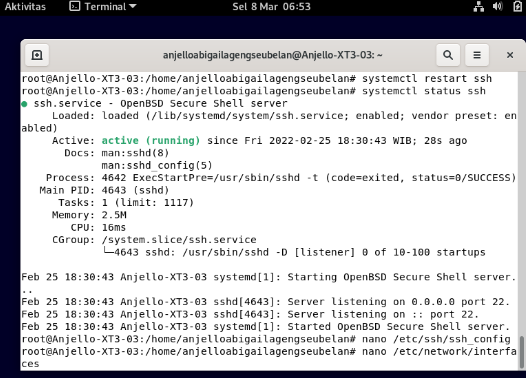 Aktivitas Terminal Sel 8 Mar 06:53
anjelloabigailagengseubelan@Anjello-XT3-03: ~
root@Anjello-XT3-03:/home/anjelloabigailagengseubelan# systemctl restart ssh
root@Anjello-XT3-03:/home/anjelloabigailagengseubelan# systemctl status ssh
● ssh.service - OpenBSD Secure Shell server
     Loaded: loaded (/lib/systemd/system/ssh.service; enabled; vendor preset: en
abled)
     Active: active (running) since Fri 2022-02-25 18:30:43 WIB; 28s ago
       Docs: man:sshd(8)
             man:sshd_config(5)
    Process: 4642 ExecStartPre=/usr/sbin/sshd -t (code=exited, status=0/SUCCESS)
   Main PID: 4643 (sshd)
      Tasks: 1 (limit: 1117)
     Memory: 2.5M
        CPU: 16ms
     CGroup: /system.slice/ssh.service
             └─4643 sshd: /usr/sbin/sshd -D [listener] 0 of 10-100 startups
Feb 25 18:30:43 Anjello-XT3-03 systemd[1]: Starting OpenBSD Secure Shell server.
..
Feb 25 18:30:43 Anjello-XT3-03 sshd[4643]: Server listening on 0.0.0.0 port 22.
Feb 25 18:30:43 Anjello-XT3-03 sshd[4643]: Server listening on :: port 22.
Feb 25 18:30:43 Anjello-XT3-03 systemd[1]: Started OpenBSD Secure Shell server.
root@Anjello-XT3-03:/home/anjelloabigailagengseubelan# nano /etc/ssh/ssh_config
root@Anjello-XT3-03:/home/anjelloabigailagengseubelan# nano /etc/network/interfa
ces